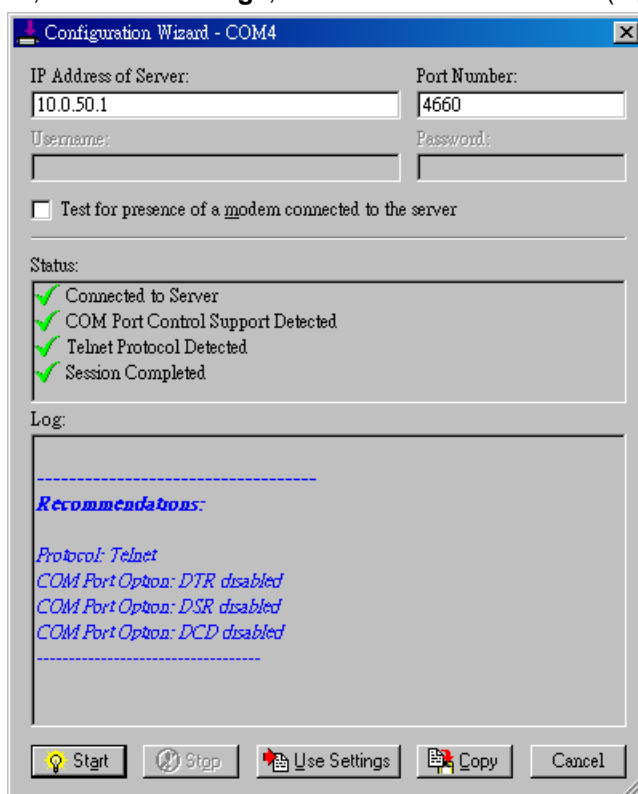 Configuration Wizard - COM4
IP Address of Server: Port Number:
10.0.50.1 4660
Username: Password:
Test for presence of a modem connected to the server
Status:
Connected to Server
COM Port Control Support Detected
Telnet Protocol Detected
Session Completed
Log:
-----------------------------------
Recommendations:
Protocol: Telnet
COM Port Option: DTR disabled
COM Port Option: DSR disabled
COM Port Option: DCD disabled
-----------------------------------
Start Stop Use Settings Copy Cancel